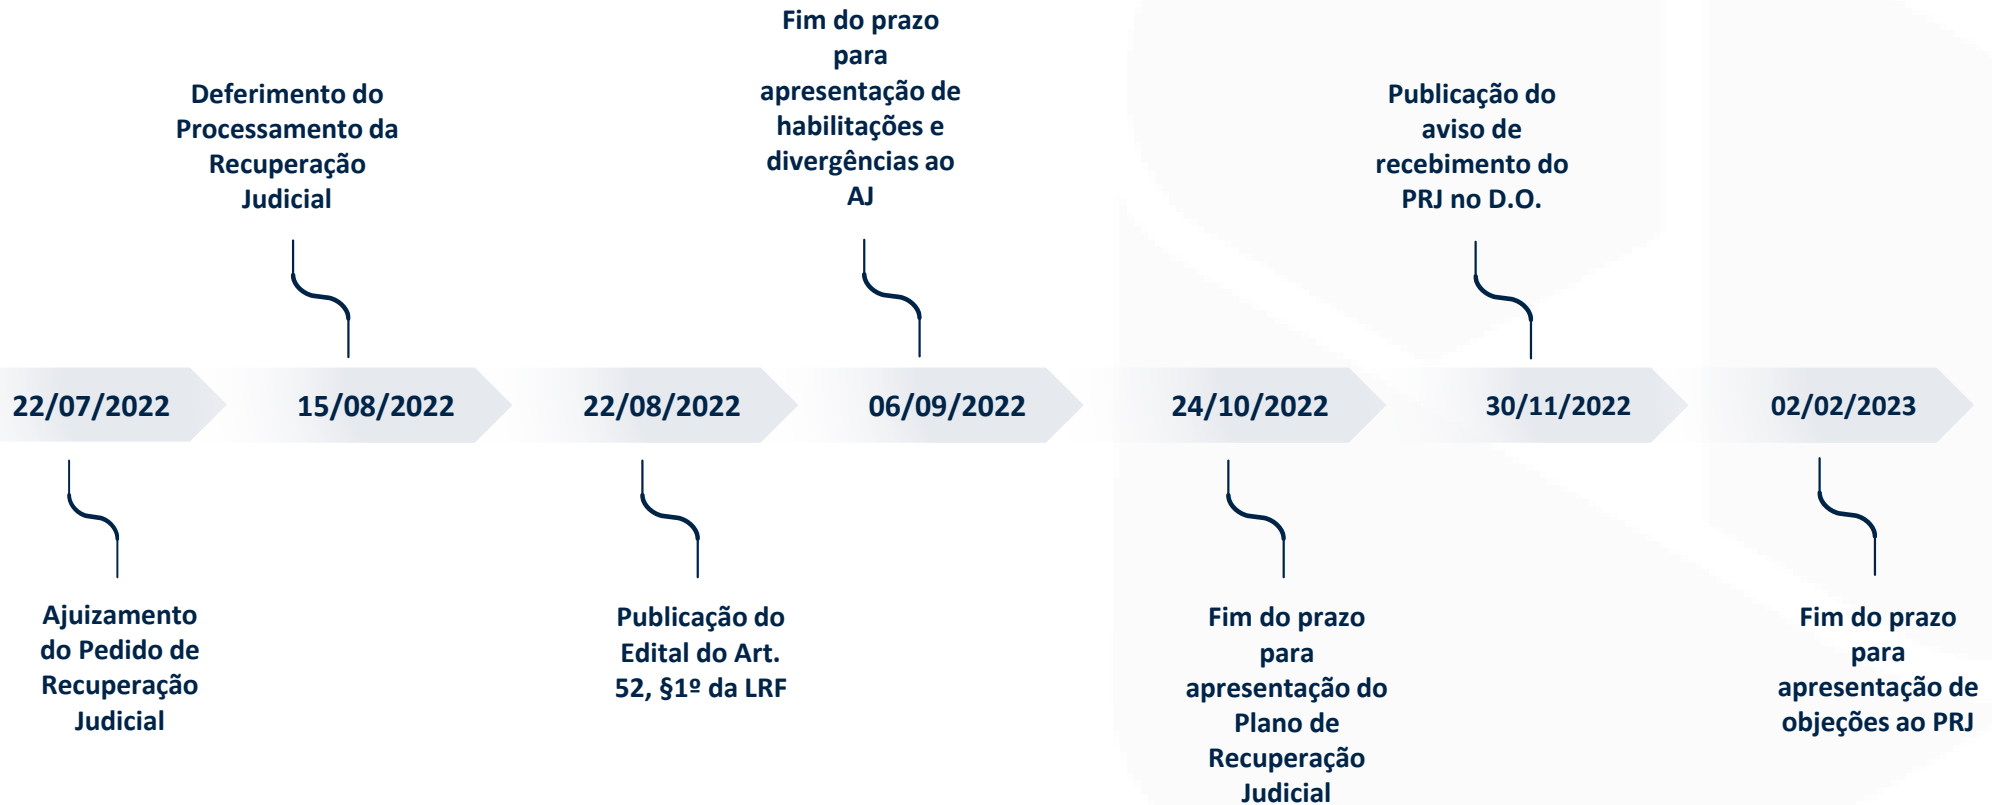 Fim do prazo
para
apresentação de
habilitações e
divergências ao
AJ
Deferimento do
Processamento da
Recuperação
Judicial
Publicação do
aviso de
recebimento do
PRJ no D.O.
22/07/2022
15/08/2022
22/08/2022
06/09/2022
24/10/2022
30/11/2022
02/02/2023
Ajuizamento
do Pedido de
Recuperação
Judicial
Publicação do
Edital do Art.
52, §1º da LRF
Fim do prazo
para
apresentação do
Plano de
Recuperação
Judicial
Fim do prazo
para
apresentação de
objeções ao PRJ